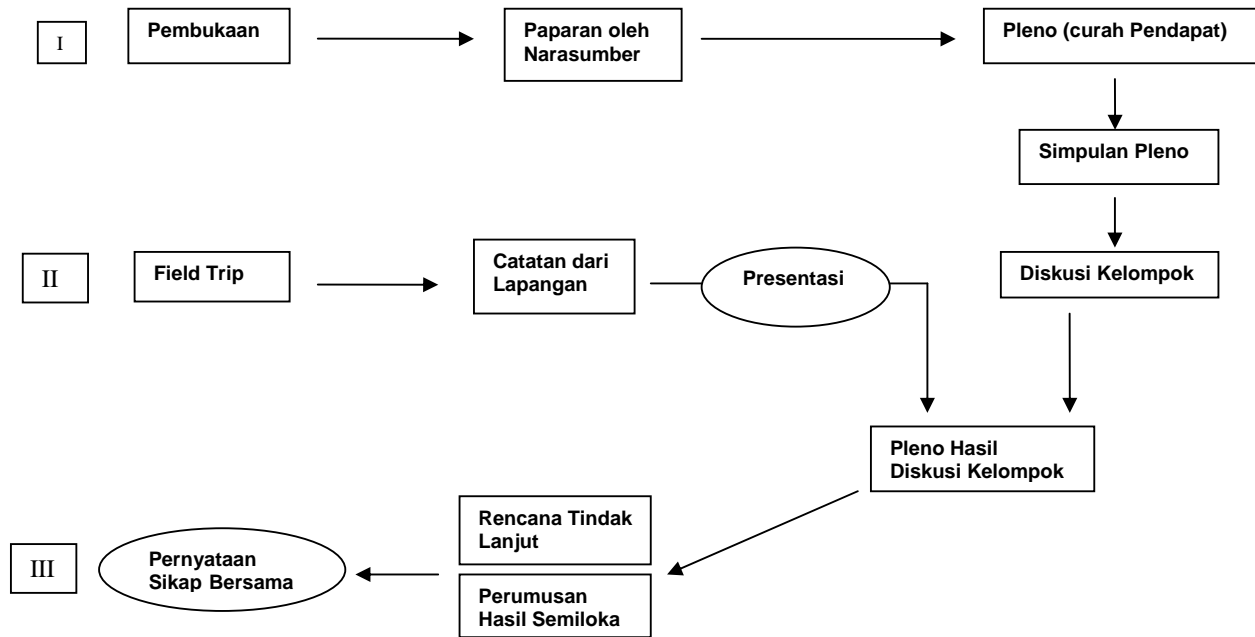 I
Pembukaan
Paparan oleh
Narasumber
Pleno (curah Pendapat)
Simpulan Pleno
II
Field Trip
Catatan dari
Lapangan
Presentasi
Diskusi Kelompok
Pleno Hasil
Diskusi Kelompok
III
Pernyataan
Sikap Bersama
Rencana Tindak
Lanjut
Perumusan
Hasil Semiloka